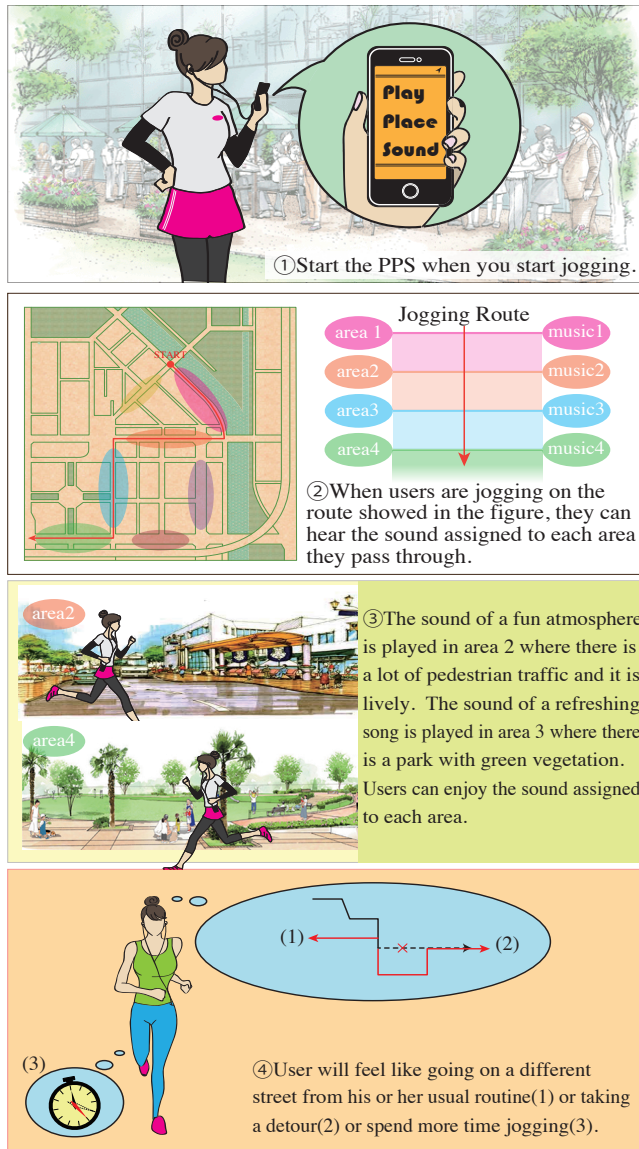 Play
Place
Sound
①Start the PPS when you start jogging.
START
Jogging Route
area 1
music1
area2
music2
area3
music3
area4
music4
②When users are jogging on the
route showed in the figure, they can
hear the sound assigned to each area
they pass through.
area2
area4
③The sound of a fun atmosphere
is played in area 2 where there is
a lot of pedestrian traffic and it is
lively. The sound of a refreshing
song is played in area 3 where there
is a park with green vegetation.
Users can enjoy the sound assigned
to each area.
(1)
(2)
(3)
④User will feel like going on a different
street from his or her usual routine(1) or taking
a detour(2) or spend more time jogging(3).